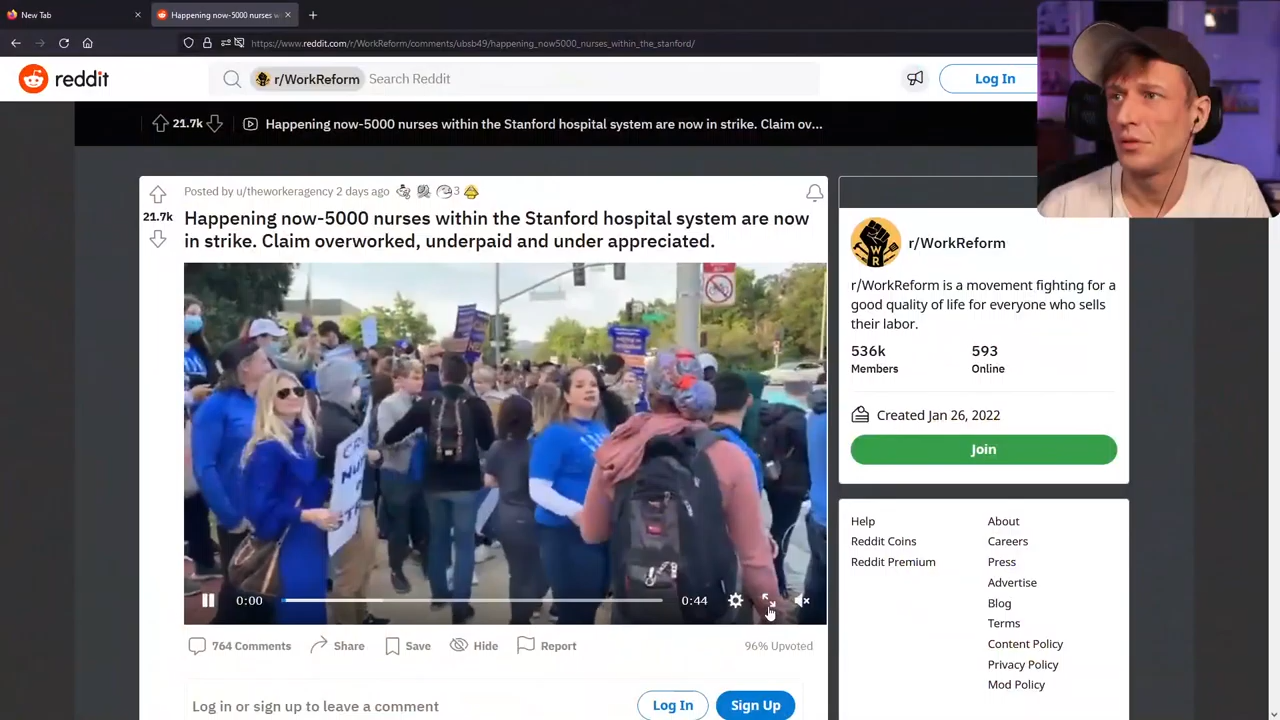 New Tab
Happening now-5000 nurses w
https://www.reddit.com/r/WorkReform/comments/ubsb49/happening_now5000_nurses_within_the_stanford/
reddit
r/WorkReform
Search Reddit
Log In
21.7k
Happening now-5000 nurses within the Stanford hospital system are now in strike. Claim ov...
Posted by u/theworkeragency 2 days ago
3
21.7k
Happening now-5000 nurses within the Stanford hospital system are now
in strike. Claim overworked, underpaid and under appreciated.
0:00
0:44
764 Comments
Share
Save
Hide
Report
96% Upvoted
Log in or sign up to leave a comment
Log In
Sign Up
r/WorkReform
r/WorkReform is a movement fighting for a
good quality of life for everyone who sells
their labor.
536k
593
Members
Online
Created Jan 26, 2022
Join
Help
About
Reddit Coins
Careers
Reddit Premium
Press
Advertise
Blog
Terms
Content Policy
Privacy Policy
Mod Policy